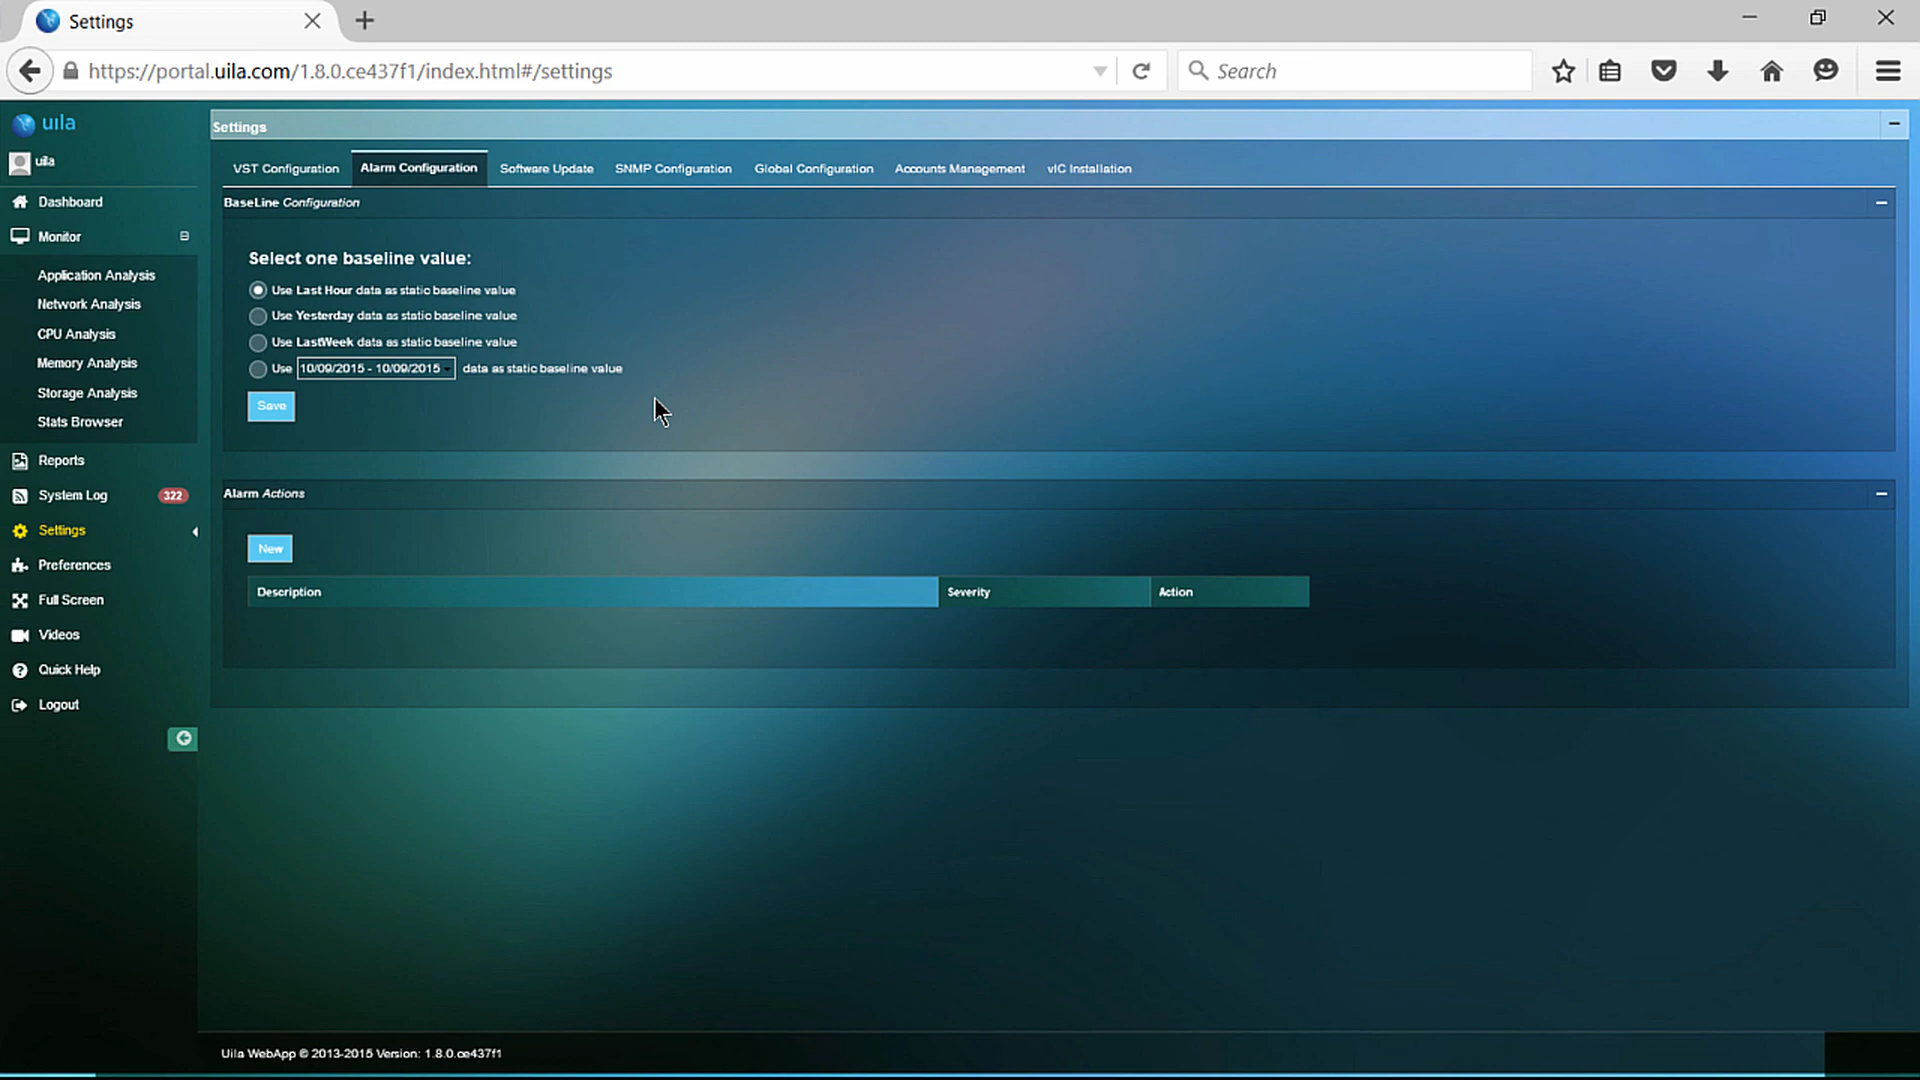 Settings
https://portal.uila.com/1.8.0.ce437f1/index.html#/settings
Search
uila
uila
Dashboard
Monitor
Application Analysis
Network Analysis
CPU Analysis
Memory Analysis
Storage Analysis
Stats Browser
Reports
System Log 322
Settings
Preferences
Full Screen
Videos
Quick Help
Logout
Settings
VST Configuration Alarm Configuration Software Update SNMP Configuration Global Configuration Accounts Management vIC Installation
BaseLine Configuration
Select one baseline value:
Use Last Hour data as static baseline value
Use Yesterday data as static baseline value
Use LastWeek data as static baseline value
Use 10/09/2015 - 10/09/2015 data as static baseline value
Save
Alarm Actions
New
Description Severity Action
Uila WebApp © 2013-2015 Version: 1.8.0.ce437f1